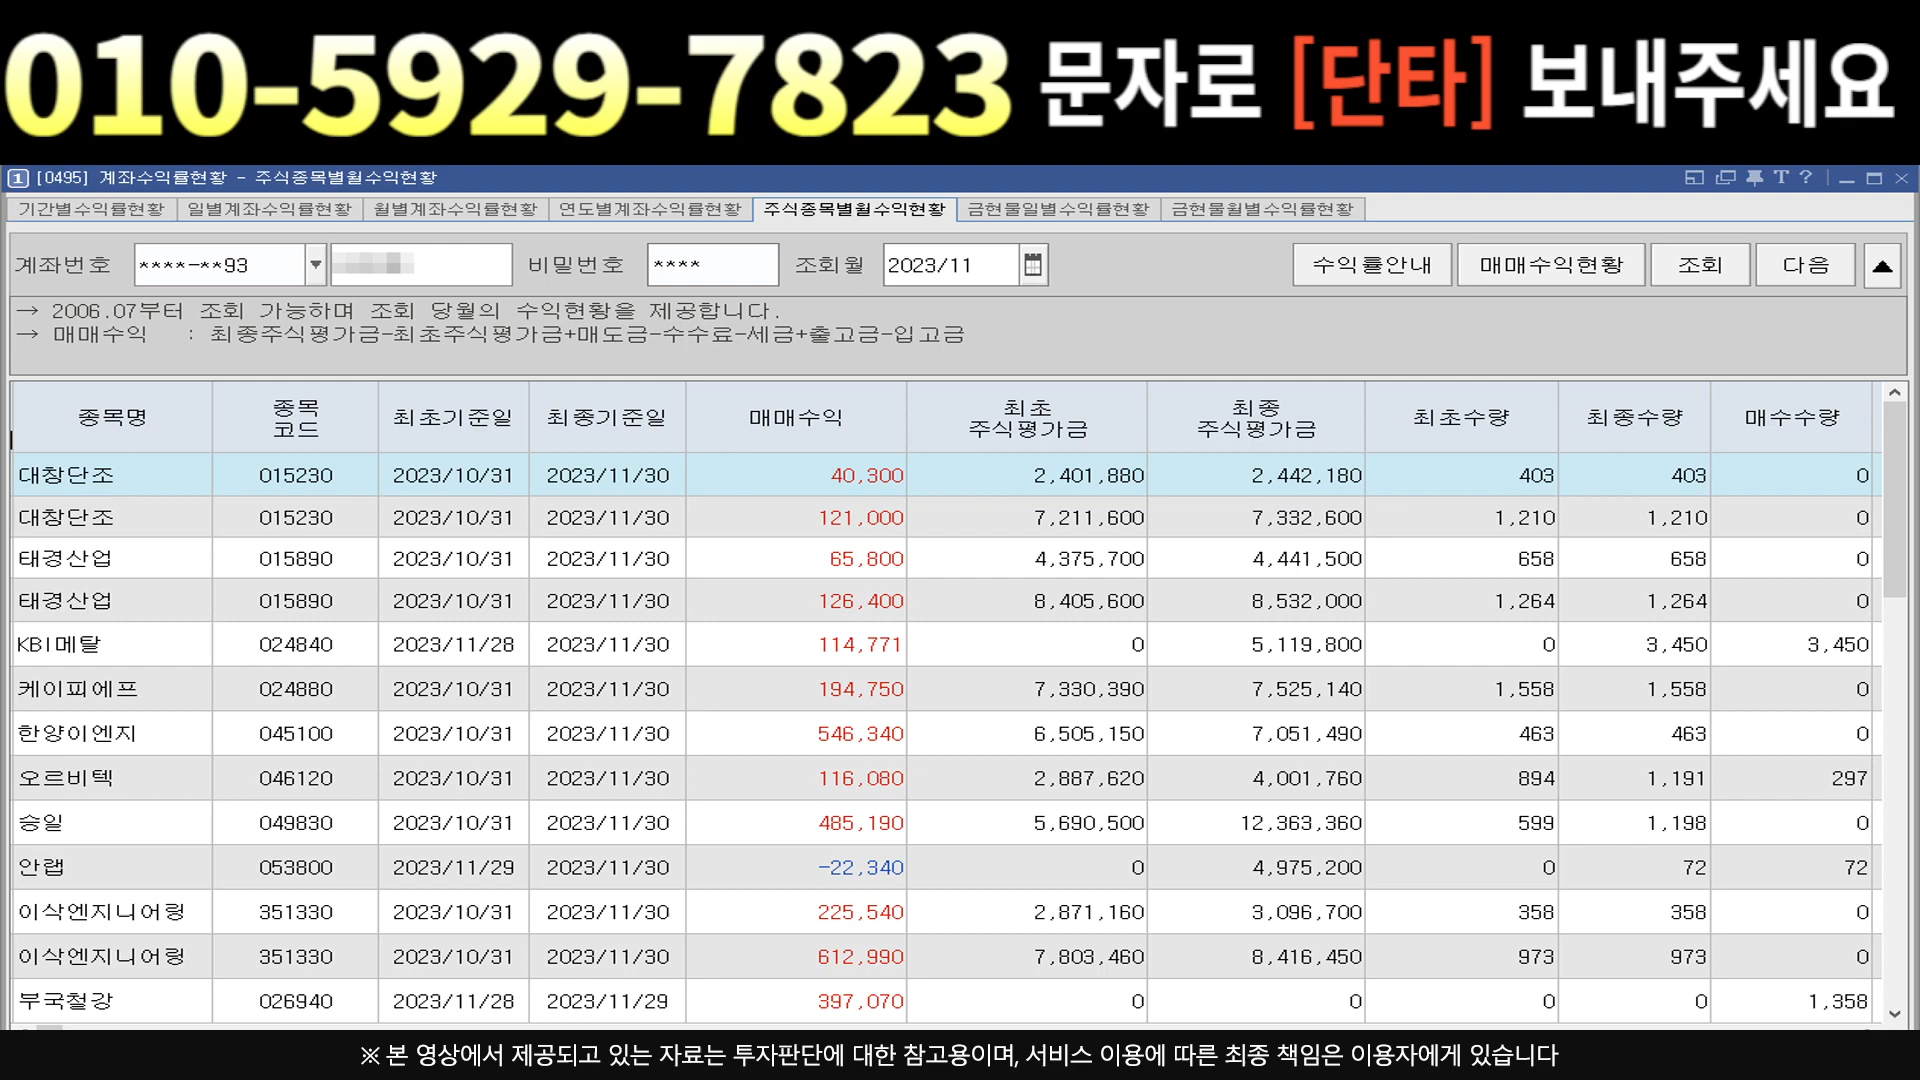 010-5929-7823 문자로 [단타] 보내주세요
1 [0495] 계좌수익률현황 - 주식종목별월수익현황
T ?
기간별수익률현황 일별계좌수익률현황 월별계좌수익률현황 연도별계좌수익률현황 주식종목별월수익현황 금현물일별수익률현황 금현물월별수익률현황
계좌번호 ****-**93 비밀번호 **** 조회월 2023/11 수익률안내 매매수익현황 조회 다음
→ 2006.07부터 조회 가능하며 조회 당월의 수익현황을 제공합니다.
→ 매매수익 : 최종주식평가금-최초주식평가금+매도금-수수료-세금+출고금-입고금
종목명 종목코드 최초기준일 최종기준일 매매수익 최초주식평가금 최종주식평가금 최초수량 최종수량 매수수량
대창단조 015230 2023/10/31 2023/11/30 40,300 2,401,880 2,442,180 403 403 0
대창단조 015230 2023/10/31 2023/11/30 121,000 7,211,600 7,332,600 1,210 1,210 0
태경산업 015890 2023/10/31 2023/11/30 65,800 4,375,700 4,441,500 658 658 0
태경산업 015890 2023/10/31 2023/11/30 126,400 8,405,600 8,532,000 1,264 1,264 0
KBI메탈 024840 2023/11/28 2023/11/30 114,771 0 5,119,800 0 3,450 3,450
케이피에프 024880 2023/10/31 2023/11/30 194,750 7,330,390 7,525,140 1,558 1,558 0
한양이엔지 045100 2023/10/31 2023/11/30 546,340 6,505,150 7,051,490 463 463 0
오르비텍 046120 2023/10/31 2023/11/30 116,080 2,887,620 4,001,760 894 1,191 297
승일 049830 2023/10/31 2023/11/30 485,190 5,690,500 12,363,360 599 1,198 0
안랩 053800 2023/11/29 2023/11/30 -22,340 0 4,975,200 0 72 72
이삭엔지니어링 351330 2023/10/31 2023/11/30 225,540 2,871,160 3,096,700 358 358 0
이삭엔지니어링 351330 2023/10/31 2023/11/30 612,990 7,803,460 8,416,450 973 973 0
부국철강 026940 2023/11/28 2023/11/29 397,070 0 0 0 0 1,358
※ 본 영상에서 제공되고 있는 자료는 투자판단에 대한 참고용이며, 서비스 이용에 따른 최종 책임은 이용자에게 있습니다